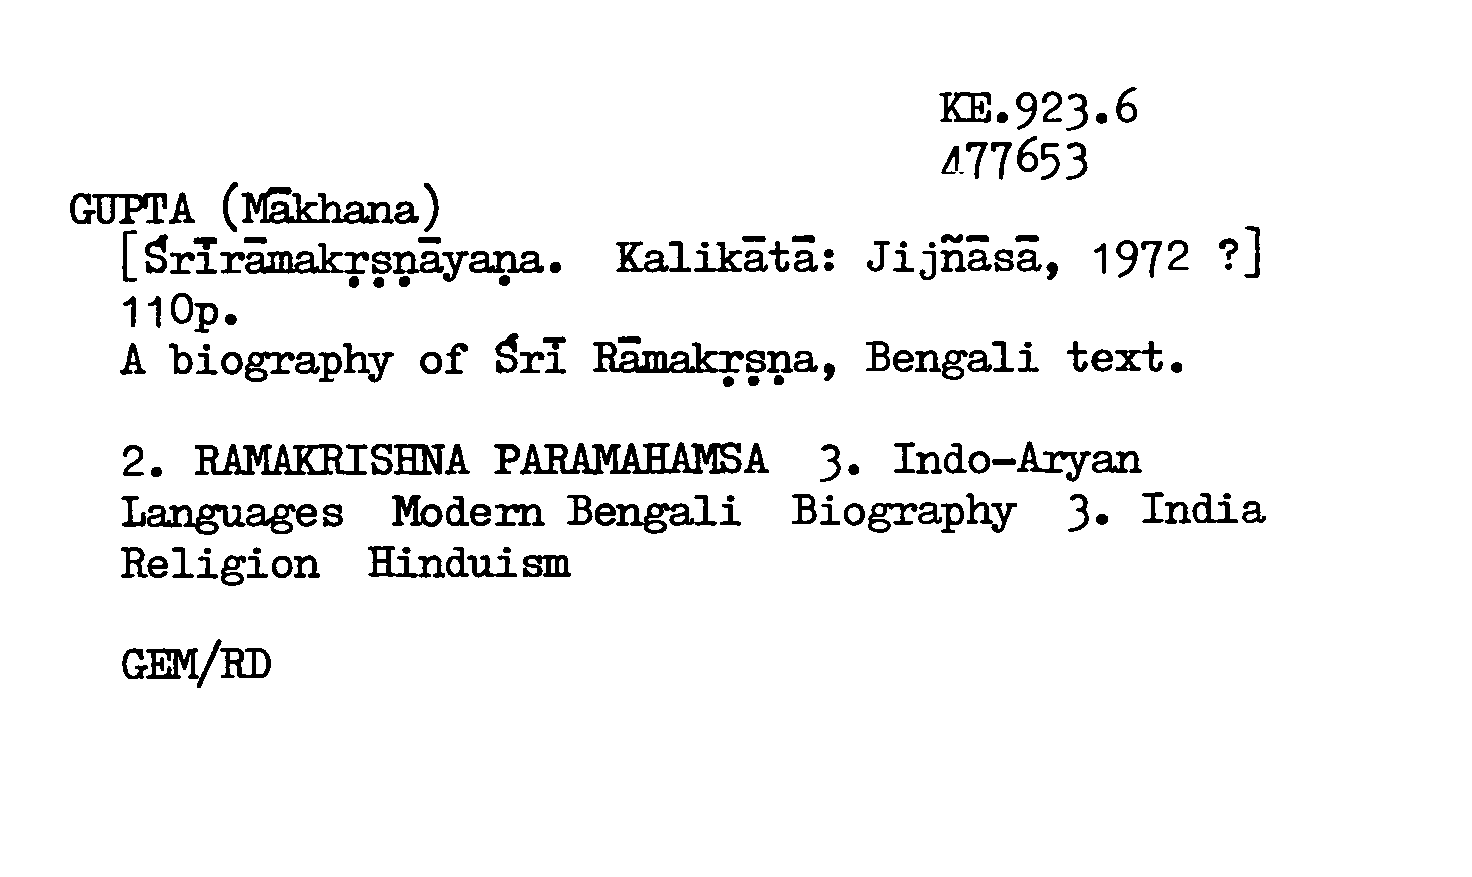 KE.923.6
477653
GUPTA (Mākhana)
[Śrīrāmakṛṣṇāyaṇa. Kalikātā: Jijñāsā, 1972 ?]
110p.
A biography of Śrī Rāmakṛṣṇa, Bengali text.
2. RAMAKRISHNA PARAMAHAMSA 3. Indo-Aryan
Languages Modern Bengali Biography 3. India
Religion Hinduism
GEM/RD